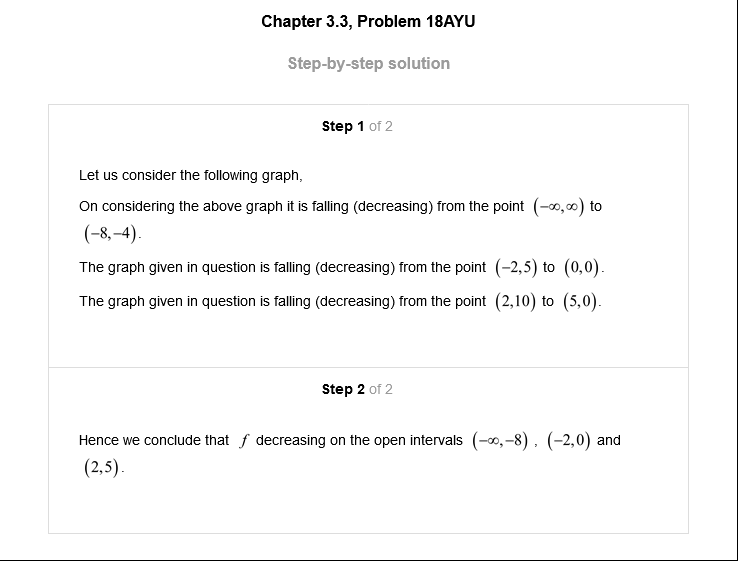 Chapter 3.3, Problem 18AYU
Step-by-step solution
Step 1 of 2
Let us consider the following graph,
On considering the above graph it is falling (decreasing) from the point (−∞,∞) to
(−8,−4).
The graph given in question is falling (decreasing) from the point (−2,5) to (0,0).
The graph given in question is falling (decreasing) from the point (2,10) to (5,0).
Step 2 of 2
Hence we conclude that f decreasing on the open intervals (−∞,−8) , (−2,0) and
(2,5).